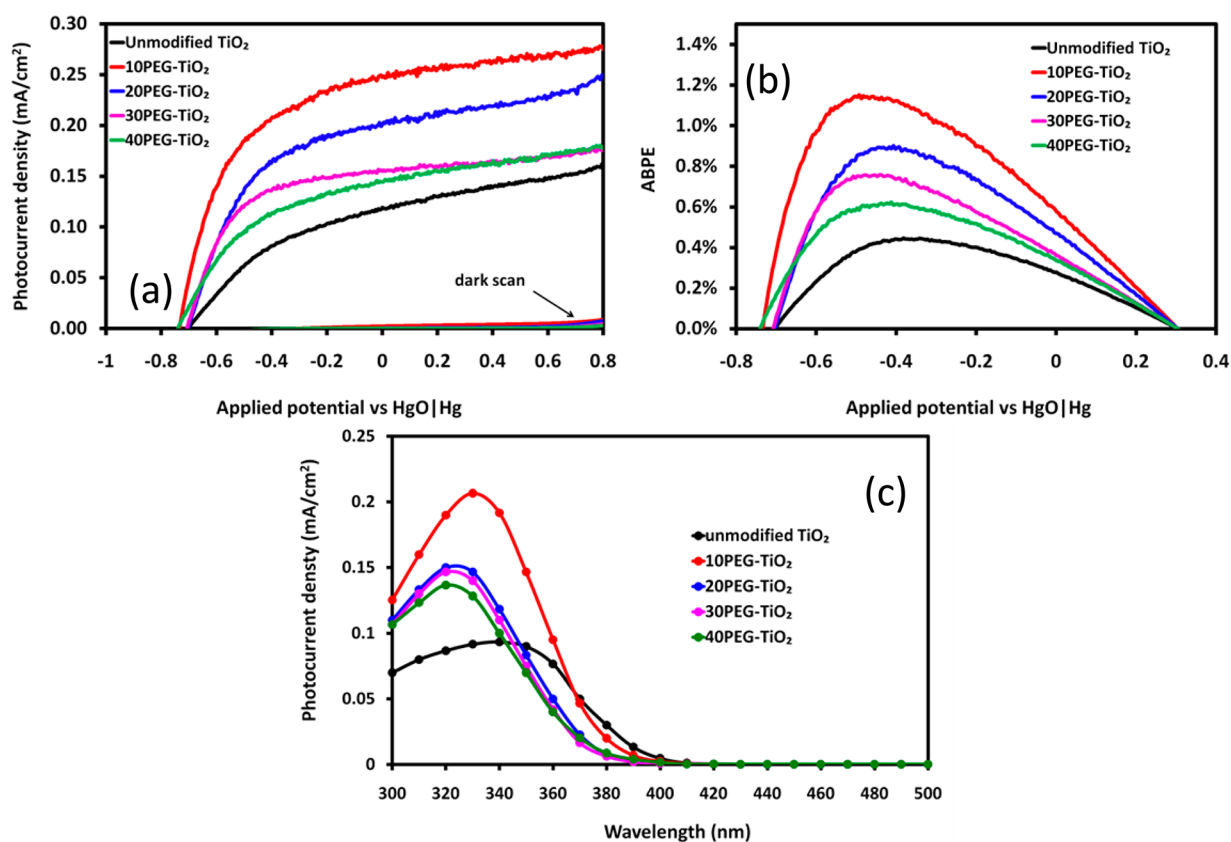 (a)
Photocurrent density (mA/cm²)
0.30
0.25
0.20
0.15
0.10
0.05
0.00
Unmodified TiO₂
10PEG-TiO₂
20PEG-TiO₂
30PEG-TiO₂
40PEG-TiO₂
dark scan
-1 -0.8 -0.6 -0.4 -0.2 0 0.2 0.4 0.6 0.8
Applied potential vs HgO|Hg
(b)
ABPE
1.4%
1.2%
1.0%
0.8%
0.6%
0.4%
0.2%
0.0%
Unmodified TiO₂
10PEG-TiO₂
20PEG-TiO₂
30PEG-TiO₂
40PEG-TiO₂
-0.8 -0.6 -0.4 -0.2 0 0.2 0.4
Applied potential vs HgO|Hg
(c)
Photocurrent densty (mA/cm²)
0.25
0.2
0.15
0.1
0.05
0
unmodified TiO₂
10PEG-TiO₂
20PEG-TiO₂
30PEG-TiO₂
40PEG-TiO₂
300 320 340 360 380 400 420 440 460 480 500
Wavelength (nm)